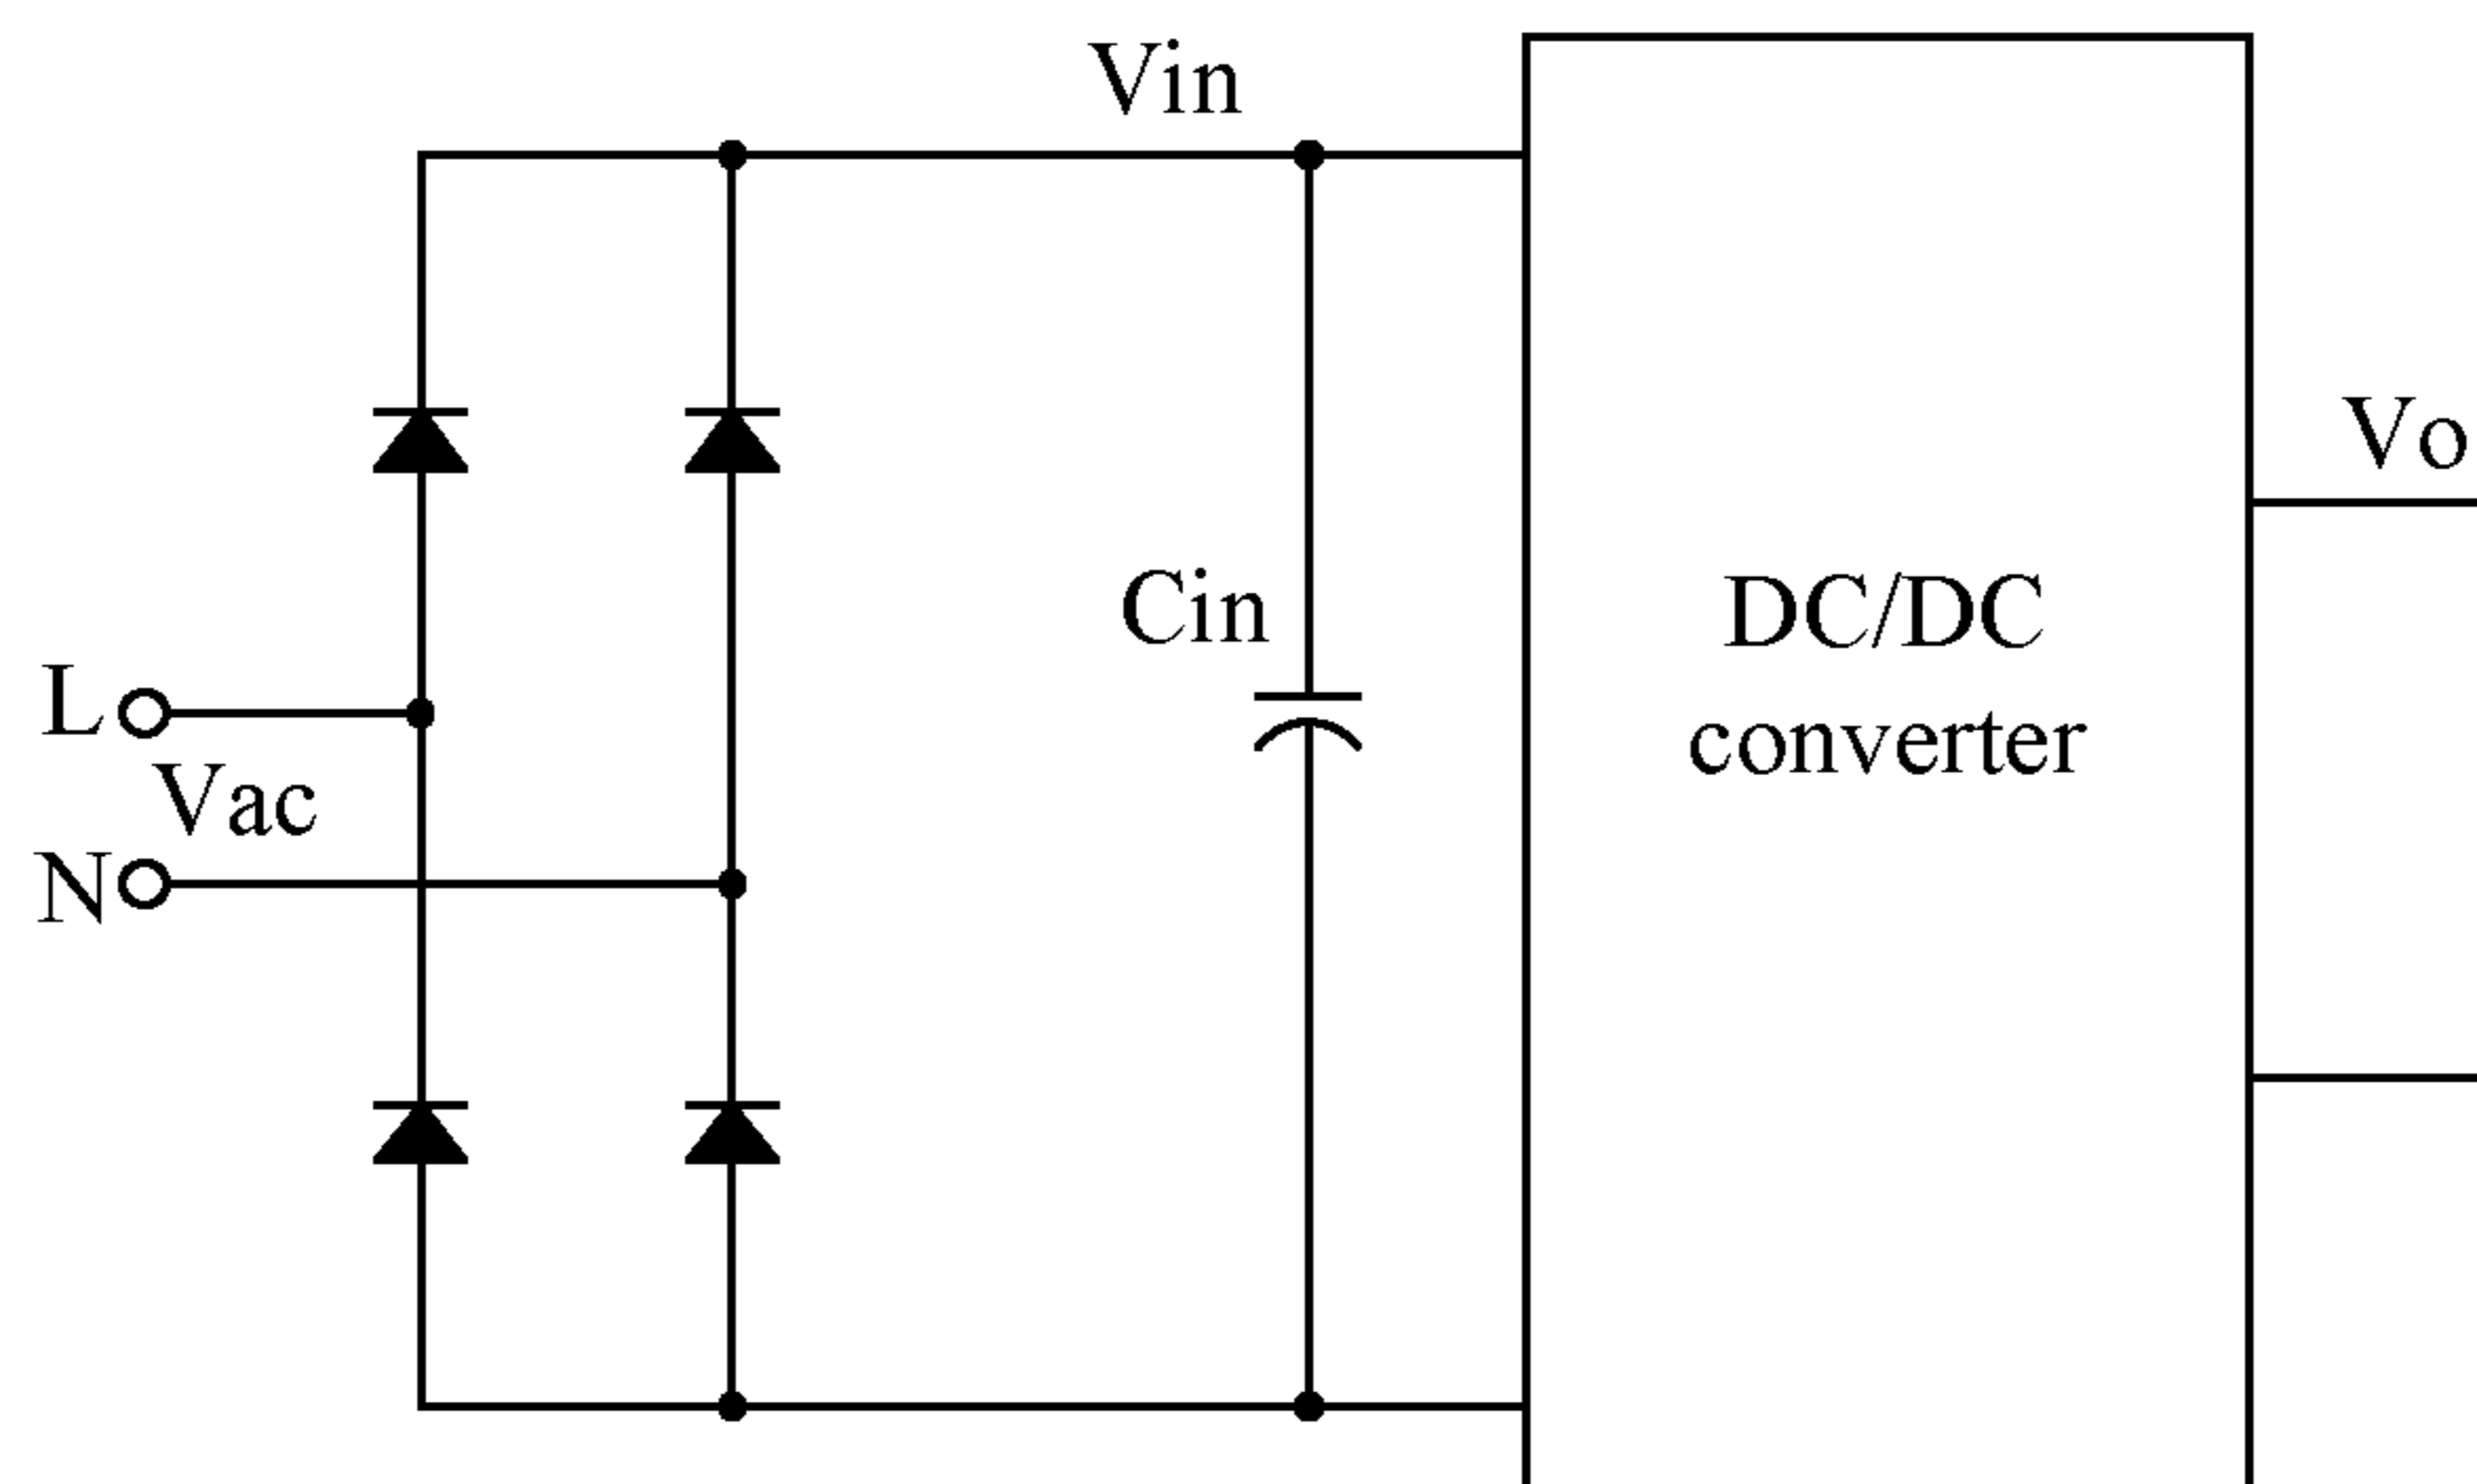 Vin
Vo
Cin
DC/DC
converter
L
Vac
N